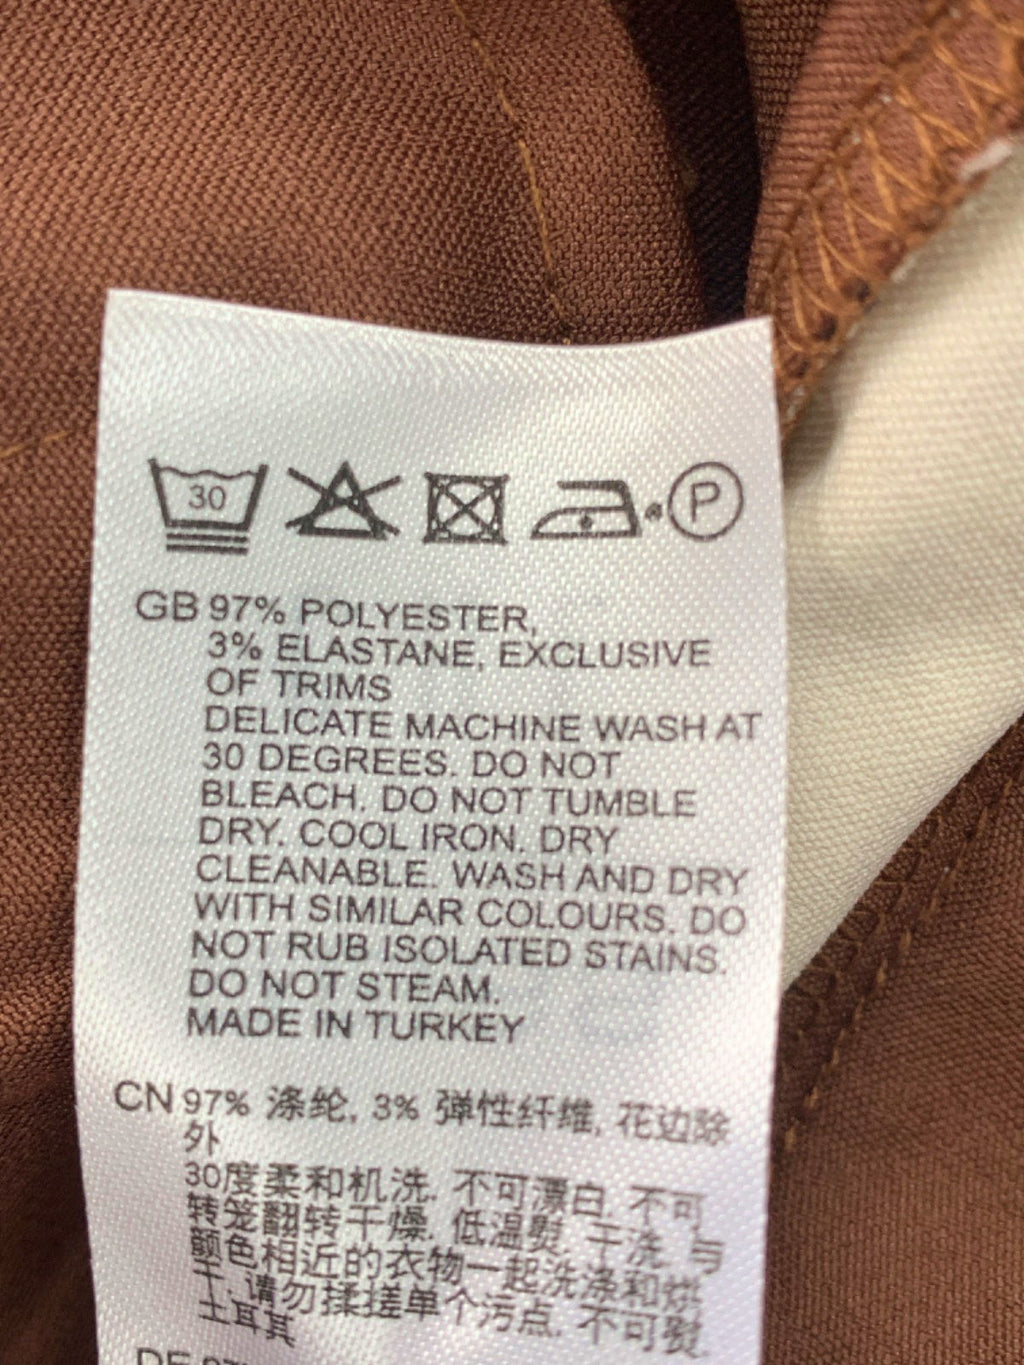 30
P
GB 97% POLYESTER,
3% ELASTANE, EXCLUSIVE
OF TRIMS
DELICATE MACHINE WASH AT
30 DEGREES. DO NOT
BLEACH. DO NOT TUMBLE
DRY. COOL IRON. DRY
CLEANABLE. WASH AND DRY
WITH SIMILAR COLOURS. DO
NOT RUB ISOLATED STAINS.
DO NOT STEAM.
MADE IN TURKEY
CN 97% 涤纶, 3% 弹性纤维, 花边除
外
30度柔和机洗. 不可漂白. 不可
转笼翻转干燥. 低温熨. 干洗. 与
颜色相近的衣物一起洗涤和烘
干. 请勿揉搓单个污点. 不可熨.
土耳其